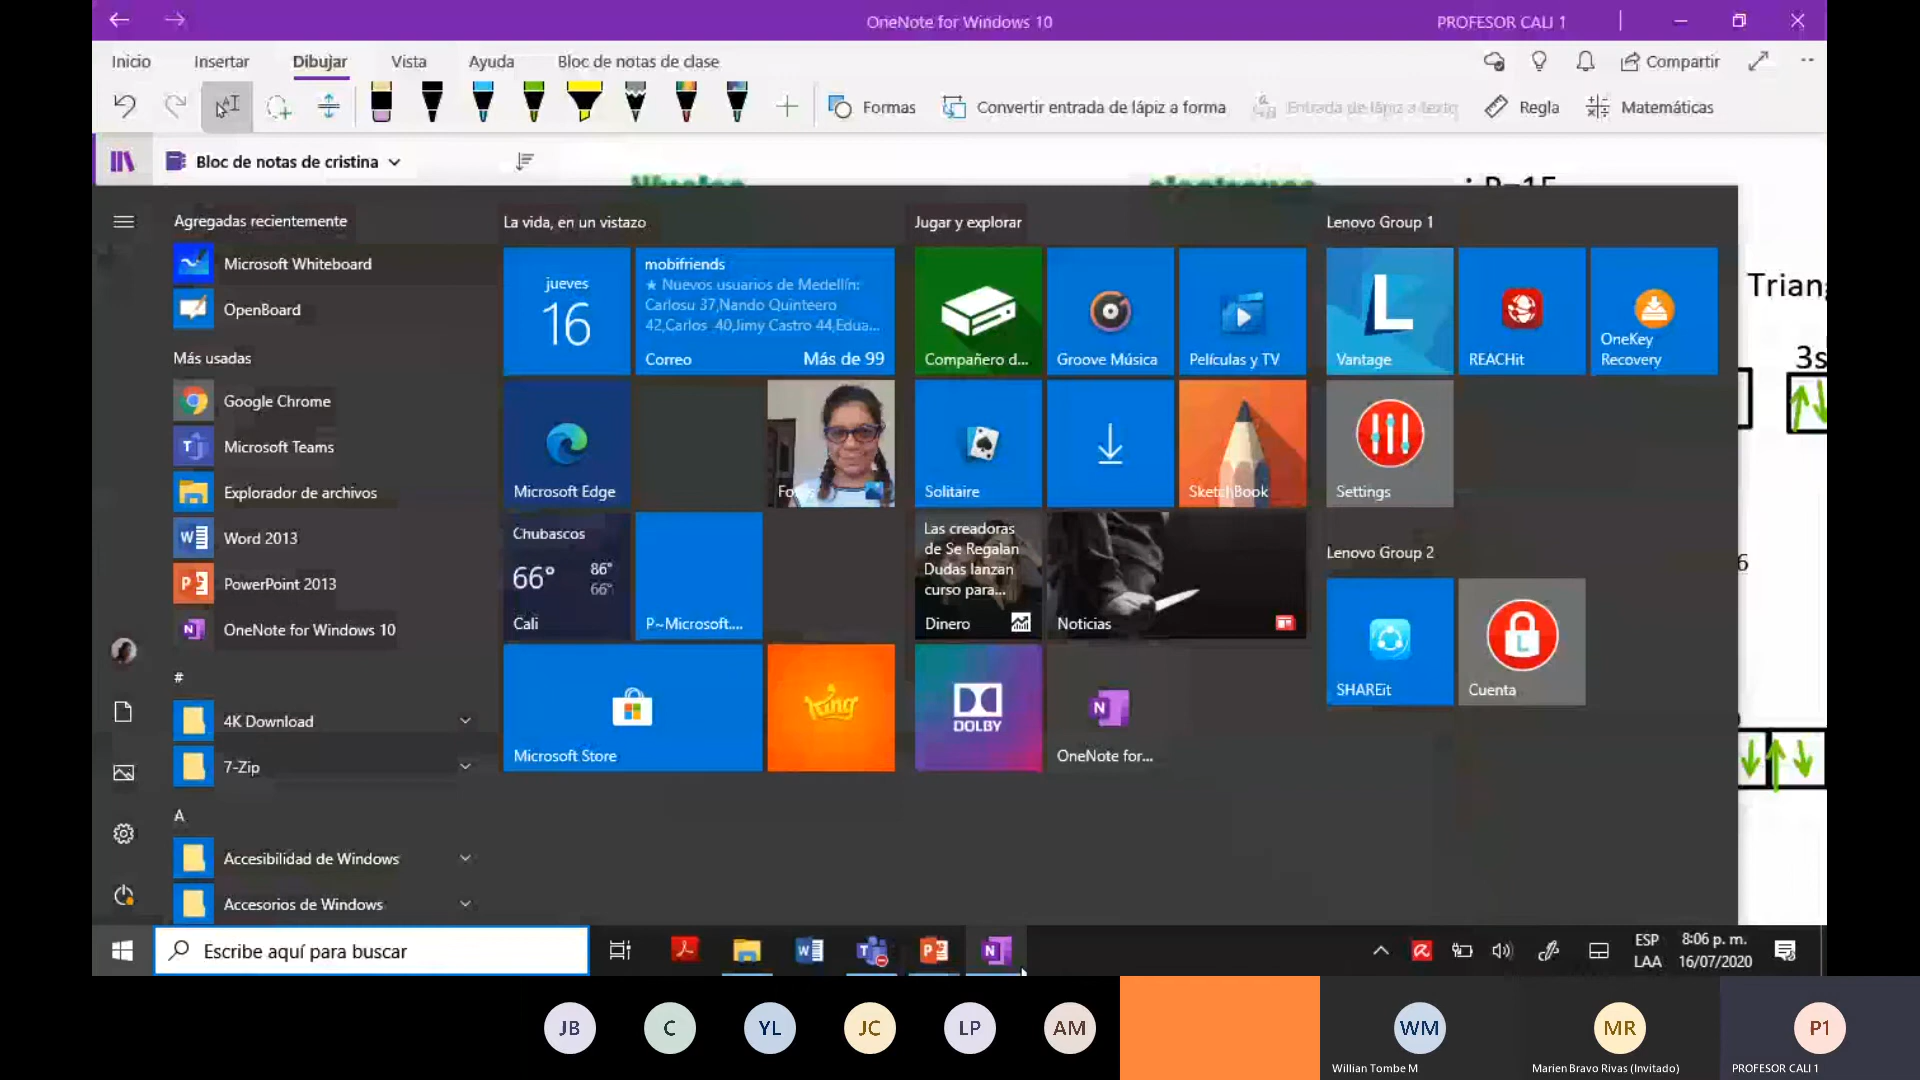 OneNote for Windows 10
PROFESOR CALI 1
Inicio
Insertar
Dibujar
Vista
Ayuda
Bloc de notas de clase
Compartir
Formas
Convertir entrada de lápiz a forma
Entrada de lápiz a texto
Regla
Matemáticas
Bloc de notas de cristina
Agregadas recientemente
Microsoft Whiteboard
OpenBoard
Más usadas
Google Chrome
Microsoft Teams
Explorador de archivos
Word 2013
PowerPoint 2013
OneNote for Windows 10
#
4K Download
7-Zip
A
Accesibilidad de Windows
Accesorios de Windows
La vida, en un vistazo
jueves
16
mobifriends
★ Nuevos usuarios de Medellín:
Carlosu 37,Nando Quinteero
42,Carlos 40,Jimy Castro 44,Edua...
Correo
Más de 99
Microsoft Edge
Chubascos
66°
86°
66°
Cali
P~Microsoft....
Microsoft Store
King
Jugar y explorar
Compañero d...
Groove Música
Películas y TV
Solitaire
SketchBook
Las creadoras
de Se Regalan
Dudas lanzan
curso para...
Dinero
Noticias
DOLBY
OneNote for...
Lenovo Group 1
L
Vantage
REACHit
OneKey
Recovery
Settings
Lenovo Group 2
SHAREit
L
Cuenta
Trian
3s
6
Escribe aquí para buscar
ESP
LAA
8:06 p. m.
16/07/2020
JB
C
YL
JC
LP
AM
WM
Willian Tombe M
MR
Marien Bravo Rivas (Invitado)
P1
PROFESOR CALI 1